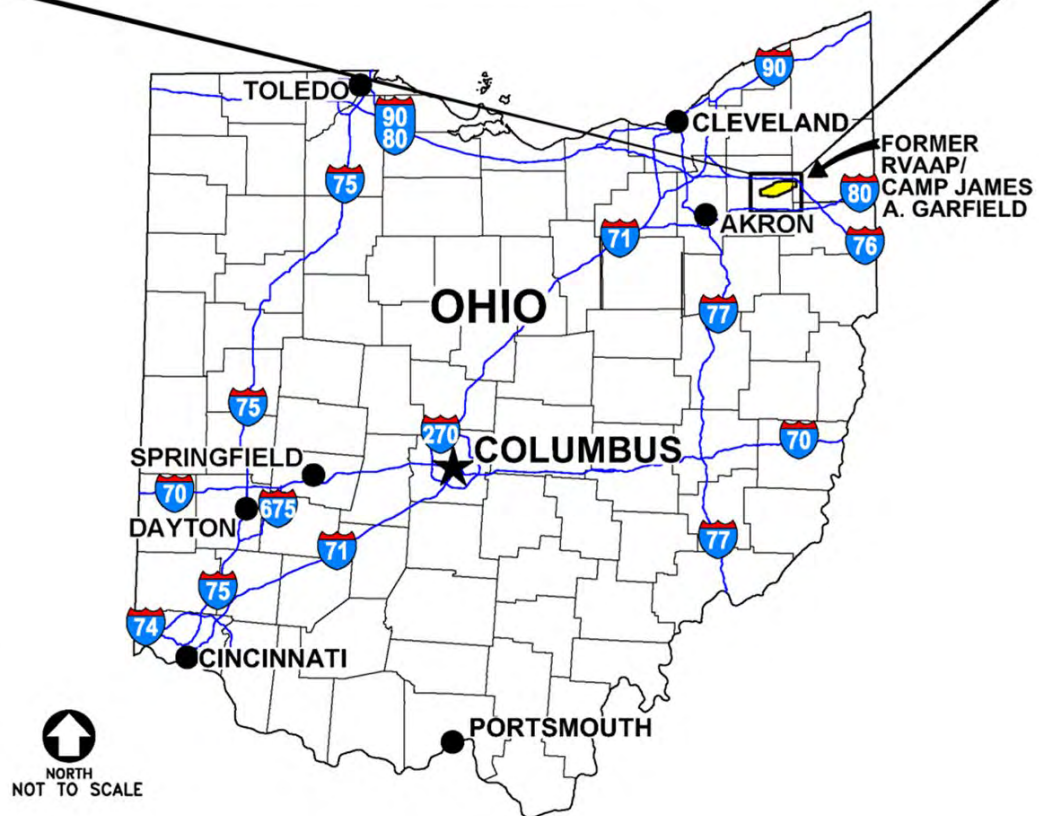 90
TOLEDO
90
80
CLEVELAND
FORMER
RVAAP/
CAMP JAMES
A. GARFIELD
75
80
AKRON
71
76
OHIO
77
75
270
COLUMBUS
70
SPRINGFIELD
70
675
DAYTON
77
71
75
74
CINCINNATI
PORTSMOUTH
NORTH
NOT TO SCALE